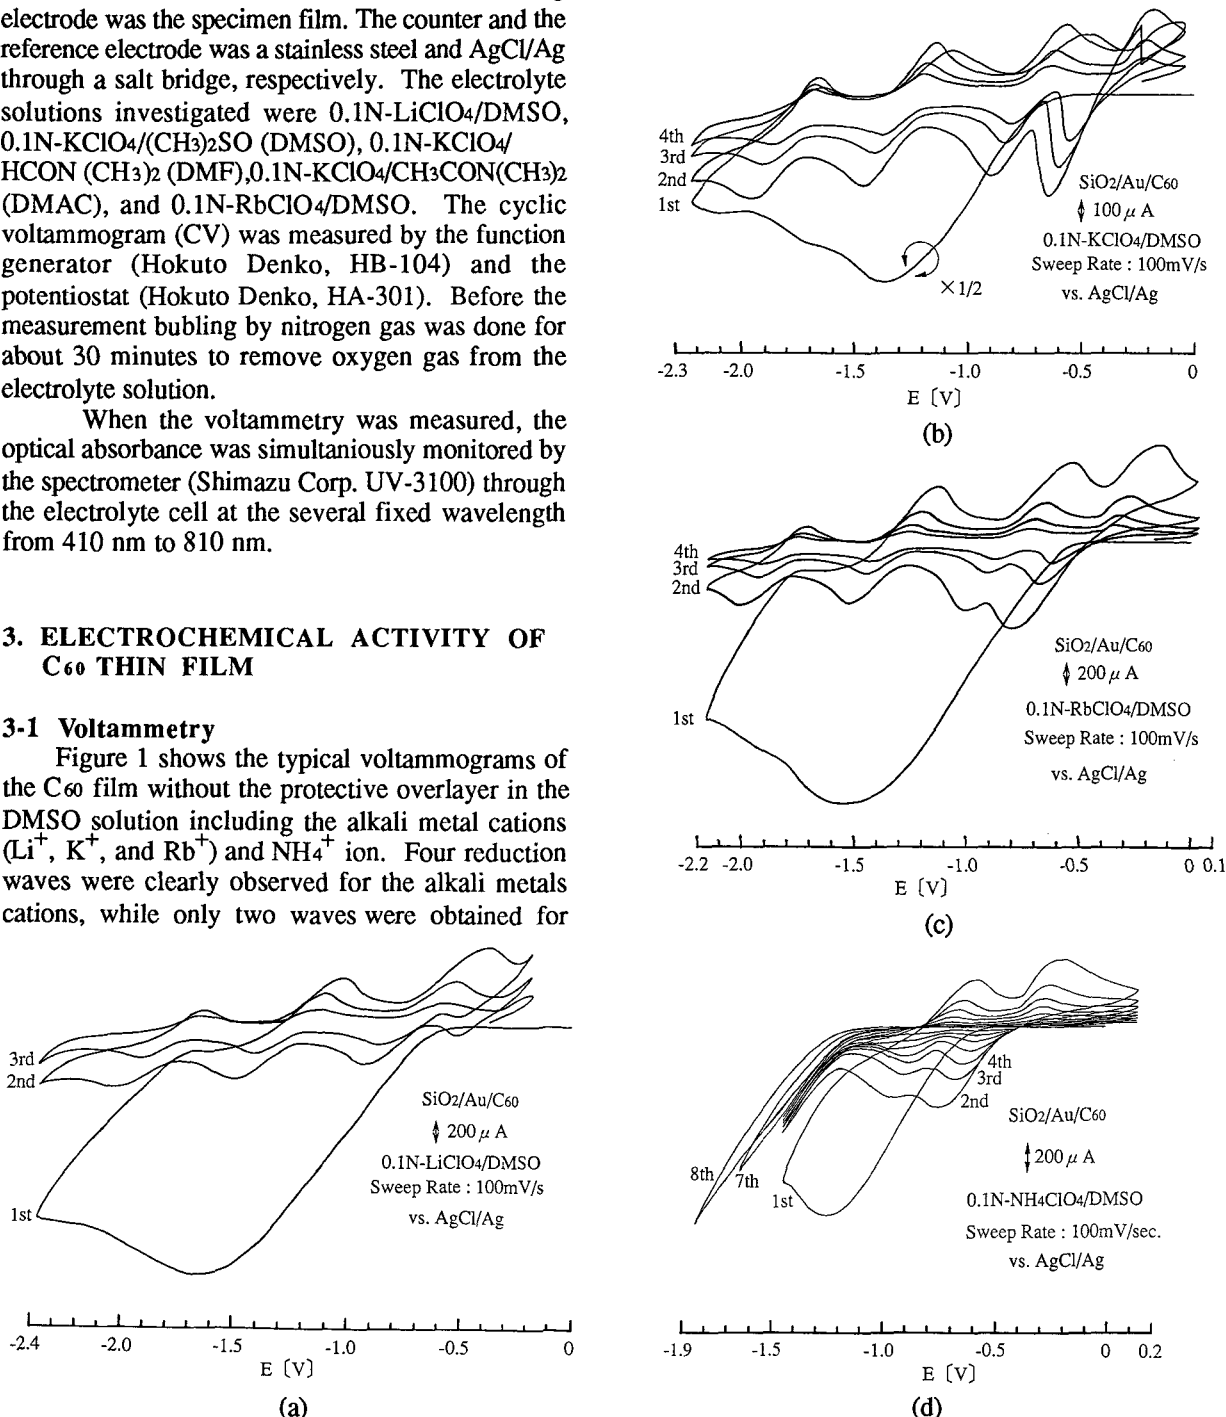 electrode was the specimen film. The counter and the
reference electrode was a stainless steel and AgCl/Ag
through a salt bridge, respectively. The electrolyte
solutions investigated were 0.1N-LiClO4/DMSO,
0.1N-KClO4/(CH3)2SO (DMSO), 0.1N-KClO4/
HCON (CH3)2 (DMF),0.1N-KClO4/CH3CON(CH3)2
(DMAC), and 0.1N-RbClO4/DMSO. The cyclic
voltammogram (CV) was measured by the function
generator (Hokuto Denko, HB-104) and the
potentiostat (Hokuto Denko, HA-301). Before the
measurement bubling by nitrogen gas was done for
about 30 minutes to remove oxygen gas from the
electrolyte solution.
When the voltammetry was measured, the
optical absorbance was simultaniously monitored by
the spectrometer (Shimazu Corp. UV-3100) through
the electrolyte cell at the several fixed wavelength
from 410 nm to 810 nm.
3. ELECTROCHEMICAL ACTIVITY OF
C60 THIN FILM
3-1 Voltammetry
Figure 1 shows the typical voltammograms of
the C60 film without the protective overlayer in the
DMSO solution including the alkali metal cations
(Li+, K+, and Rb+) and NH4+ ion. Four reduction
waves were clearly observed for the alkali metals
cations, while only two waves were obtained for
3rd
2nd
1st
SiO2/Au/C60
200 μ A
0.1N-LiClO4/DMSO
Sweep Rate : 100mV/s
vs. AgCl/Ag
-2.4 -2.0 -1.5 -1.0 -0.5 0
E [V]
(a)
4th
3rd
2nd
1st
×1/2
SiO2/Au/C60
100 μ A
0.1N-KClO4/DMSO
Sweep Rate : 100mV/s
vs. AgCl/Ag
-2.3 -2.0 -1.5 -1.0 -0.5 0
E [V]
(b)
4th
3rd
2nd
1st
SiO2/Au/C60
200 μ A
0.1N-RbClO4/DMSO
Sweep Rate : 100mV/s
vs. AgCl/Ag
-2.2 -2.0 -1.5 -1.0 -0.5 0 0.1
E [V]
(c)
4th
3rd
2nd
8th
7th
1st
SiO2/Au/C60
200 μ A
0.1N-NH4ClO4/DMSO
Sweep Rate : 100mV/sec.
vs. AgCl/Ag
-1.9 -1.5 -1.0 -0.5 0 0.2
E [V]
(d)